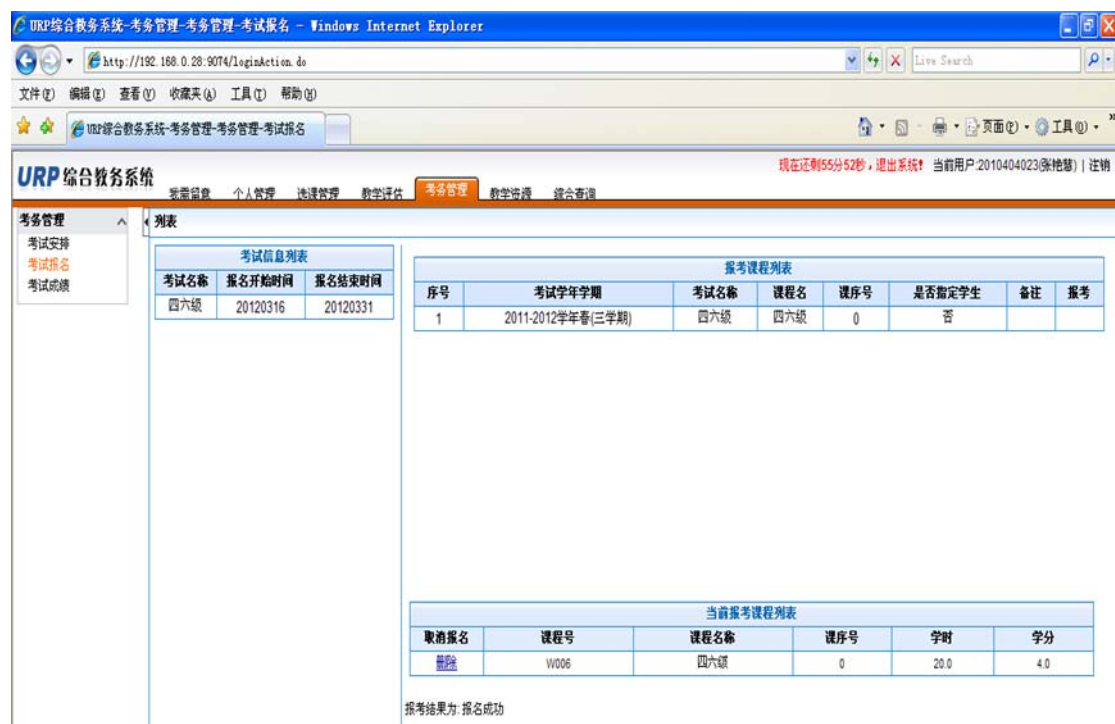 URP综合教务系统-考务管理-考务管理-考试报名 - Windows Internet Explorer
http://192.168.0.28:9074/loginAction.do
Live Search
文件(F) 编辑(E) 查看(V) 收藏夹(A) 工具(T) 帮助(H)
URP综合教务系统-考务管理-考务管理-考试报名
页面(P) 工具(O)
现在还剩55分52秒，退出系统! 当前用户:2010404023(张艳慧) | 注销
URP 综合教务系统
我需留意 个人管理 选课管理 教学评估 考务管理 教学资源 综合查询
考务管理
考试安排
考试报名
考试成绩
列表
考试信息列表
考试名称 报名开始时间 报名结束时间
四六级 20120316 20120331
报考课程列表
序号 考试学年学期 考试名称 课程名 课序号 是否指定学生 备注 报考
1 2011-2012学年春(三学期) 四六级 四六级 0 否
当前报考课程列表
取消报名 课程号 课程名称 课序号 学时 学分
删除 W006 四六级 0 20.0 4.0
报考结果为: 报名成功